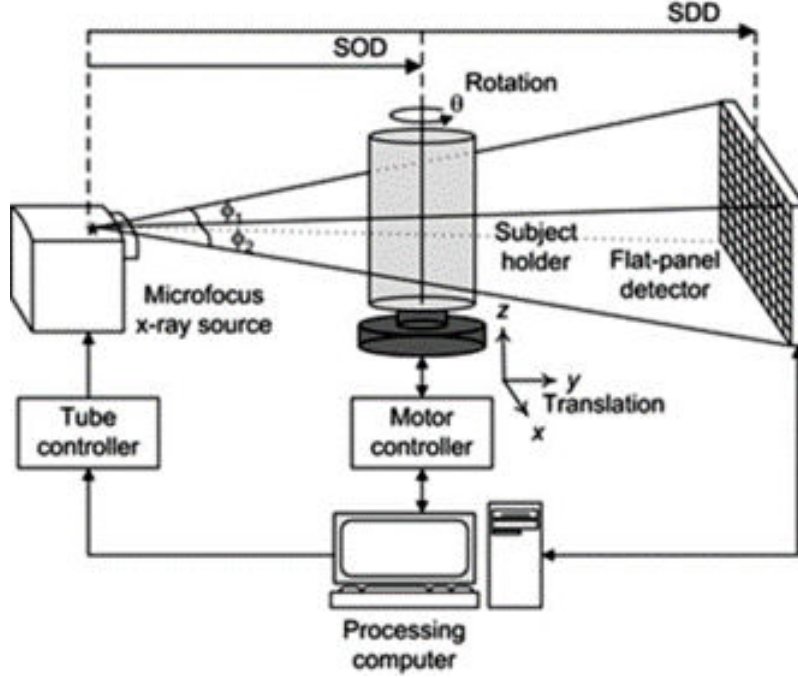 SDD
SOD
Rotation
θ
ϕ1
ϕ2
Subject
holder
Flat-panel
detector
Microfocus
x-ray source
z
y
Translation
x
Tube
controller
Motor
controller
Processing
computer